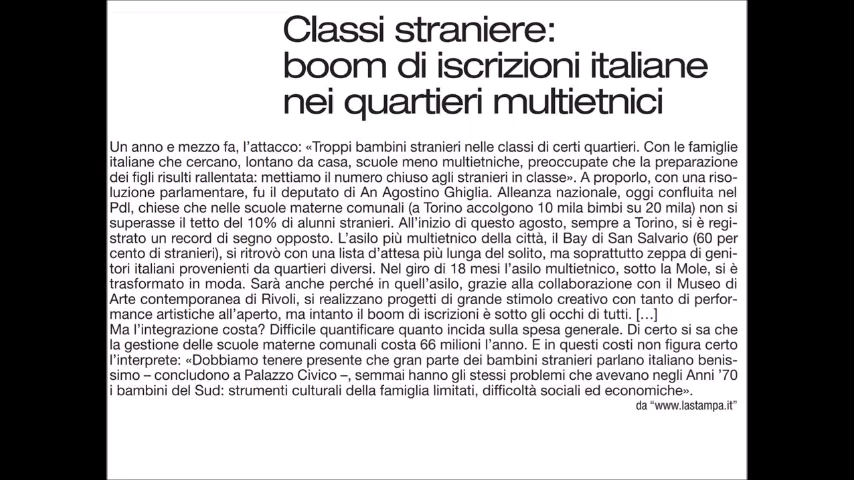 Classi straniere:
boom di iscrizioni italiane
nei quartieri multietnici
Un anno e mezzo fa, l'attacco: «Troppi bambini stranieri nelle classi di certi quartieri. Con le famiglie
italiane che cercano, lontano da casa, scuole meno multietniche, preoccupate che la preparazione
dei figli risulti rallentata: mettiamo il numero chiuso agli stranieri in classe». A proporlo, con una riso-
luzione parlamentare, fu il deputato di An Agostino Ghiglia. Alleanza nazionale, oggi confluita nel
Pdl, chiese che nelle scuole materne comunali (a Torino accolgono 10 mila bimbi su 20 mila) non si
superasse il tetto del 10% di alunni stranieri. All'inizio di questo agosto, sempre a Torino, si è regi-
strato un record di segno opposto. L'asilo più multietnico della città, il Bay di San Salvario (60 per
cento di stranieri), si ritrovò con una lista d'attesa più lunga del solito, ma soprattutto zeppa di geni-
tori italiani provenienti da quartieri diversi. Nel giro di 18 mesi l'asilo multietnico, sotto la Mole, si è
trasformato in moda. Sarà anche perché in quell'asilo, grazie alla collaborazione con il Museo di
Arte contemporanea di Rivoli, si realizzano progetti di grande stimolo creativo con tanto di perfor-
mance artistiche all'aperto, ma intanto il boom di iscrizioni è sotto gli occhi di tutti. […]
Ma l'integrazione costa? Difficile quantificare quanto incida sulla spesa generale. Di certo si sa che
la gestione delle scuole materne comunali costa 66 milioni l'anno. E in questi costi non figura certo
l'interprete: «Dobbiamo tenere presente che gran parte dei bambini stranieri parlano italiano benis-
simo – concludono a Palazzo Civico –, semmai hanno gli stessi problemi che avevano negli Anni '70
i bambini del Sud: strumenti culturali della famiglia limitati, difficoltà sociali ed economiche».
da "www.lastampa.it"